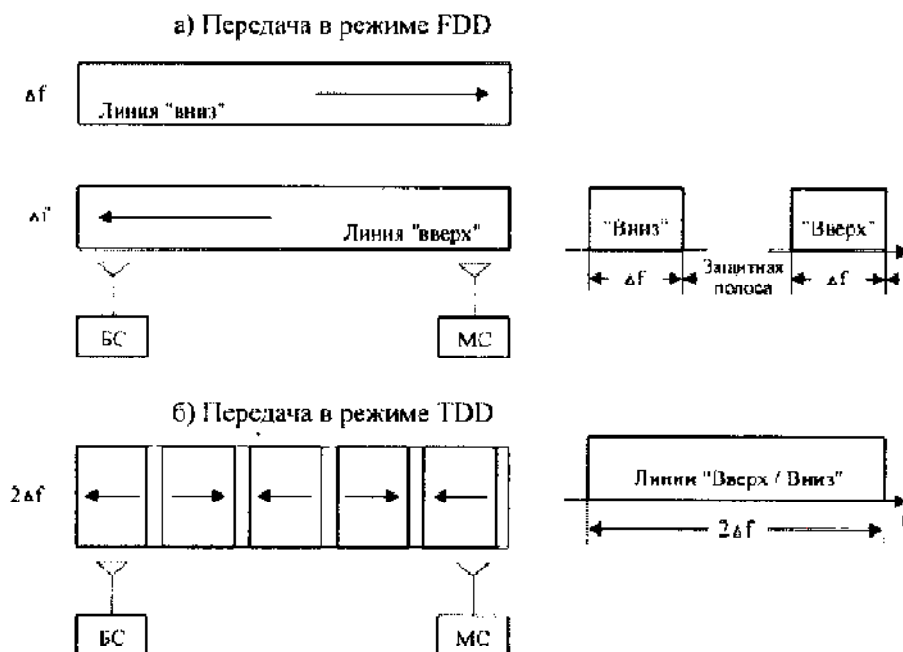 а) Передача в режиме FDD
Δf
Линия "вниз"
Δf
Линия "вверх"
"Вниз"
"Вверх"
Δf
Защитная
полоса
Δf
БС
МС
б) Передача в режиме TDD
2Δf
Линии "Вверх / Вниз"
2Δf
БС
МС